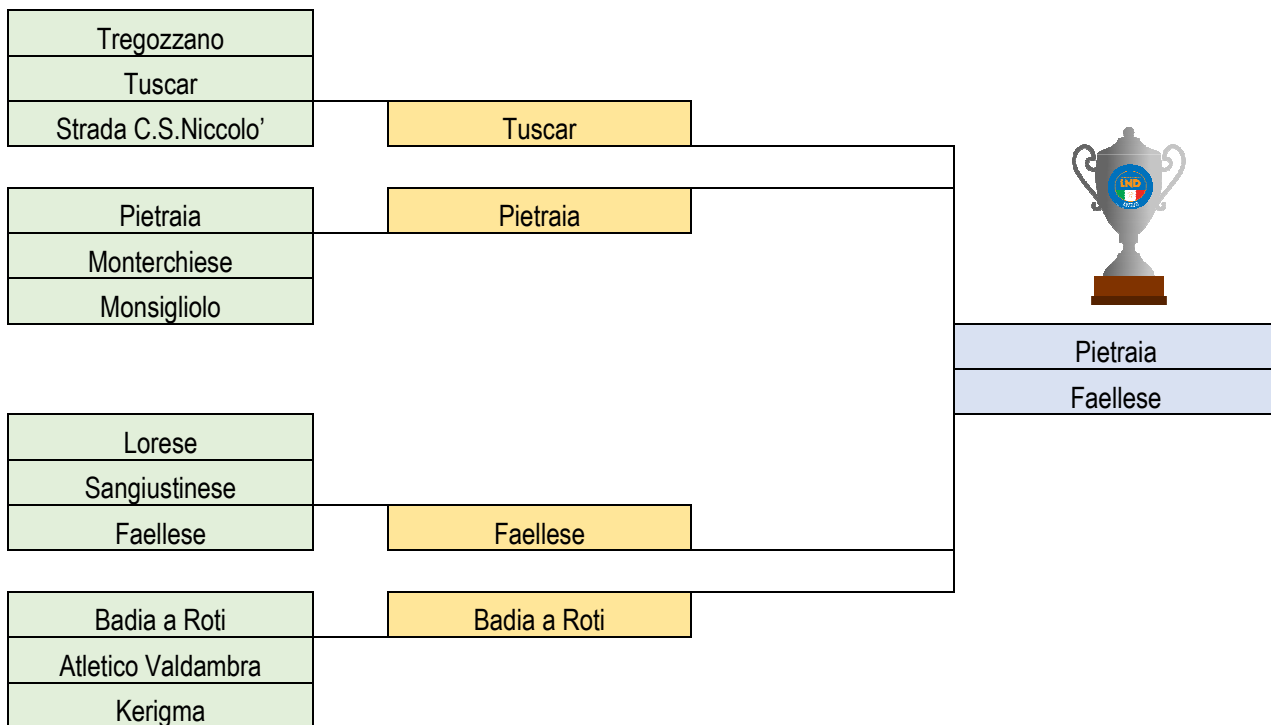 Tregozzano
Tuscar
Strada C.S.Niccolo’
Tuscar
Pietraia
Monterchiese
Monsigliolo
Pietraia
LND
Pietraia
Faellese
Lorese
Sangiustinese
Faellese
Faellese
Badia a Roti
Atletico Valdambra
Kerigma
Badia a Roti